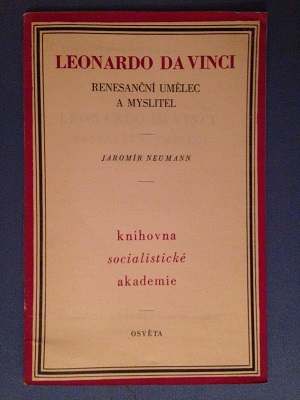 LEONARDO DA VINCI
RENESANČNÍ UMĚLEC
A MYSLITEL
JAROMÍR NEUMANN
knihovna
socialistické
akademie
OSVĚTA